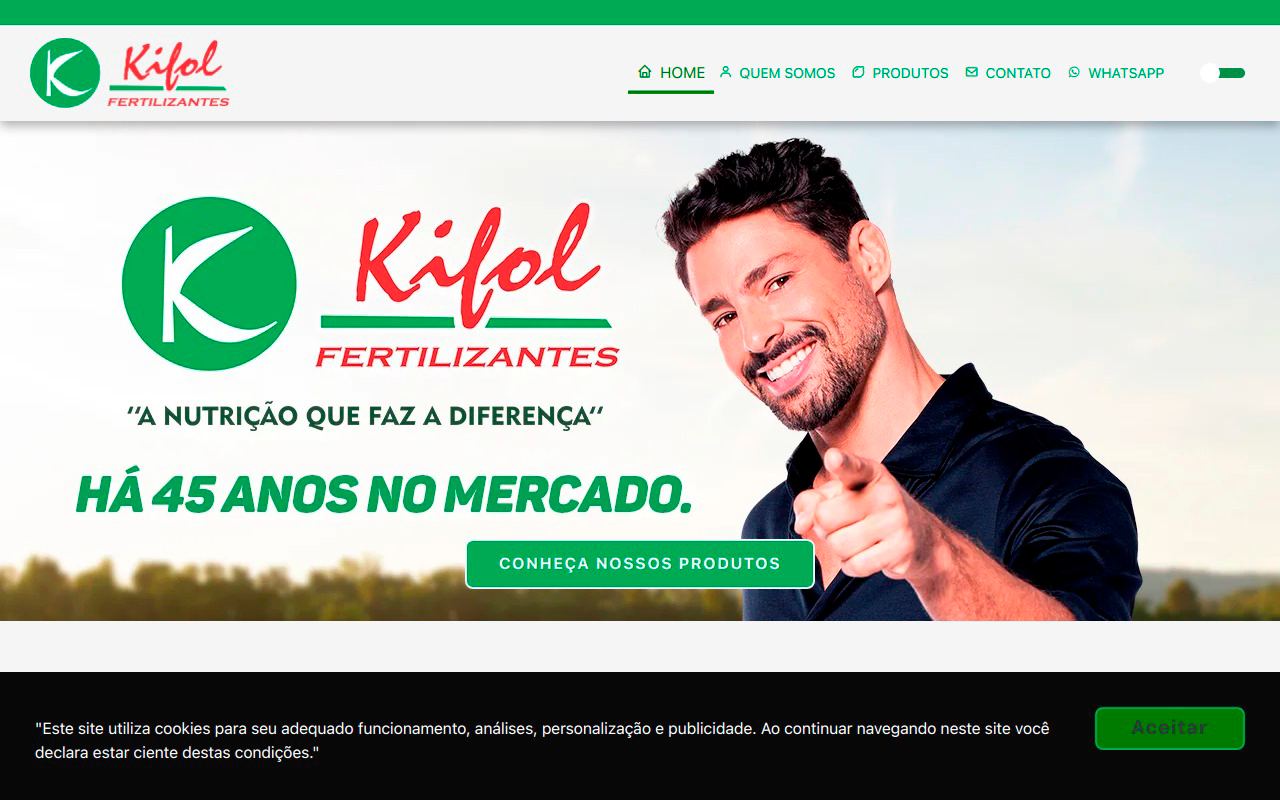 K Kifol
FERTILIZANTES
HOME QUEM SOMOS PRODUTOS CONTATO WHATSAPP
K Kifol
FERTILIZANTES
‘‘A NUTRIÇÃO QUE FAZ A DIFERENÇA‘‘
HÁ 45 ANOS NO MERCADO.
CONHEÇA NOSSOS PRODUTOS
"Este site utiliza cookies para seu adequado funcionamento, análises, personalização e publicidade. Ao continuar navegando neste site você
declara estar ciente destas condições."
Aceitar